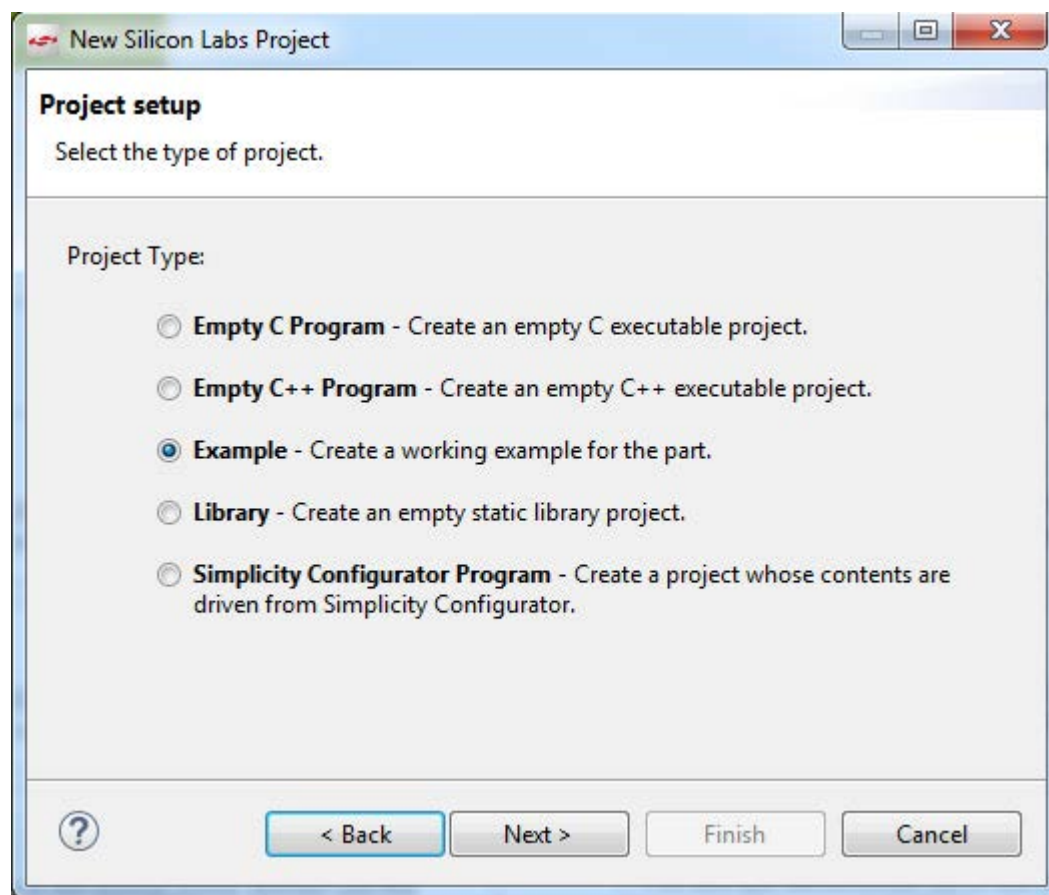 New Silicon Labs Project
Project setup
Select the type of project.
Project Type:
Empty C Program - Create an empty C executable project.
Empty C++ Program - Create an empty C++ executable project.
Example - Create a working example for the part.
Library - Create an empty static library project.
Simplicity Configurator Program - Create a project whose contents are
driven from Simplicity Configurator.
? < Back Next > Finish Cancel